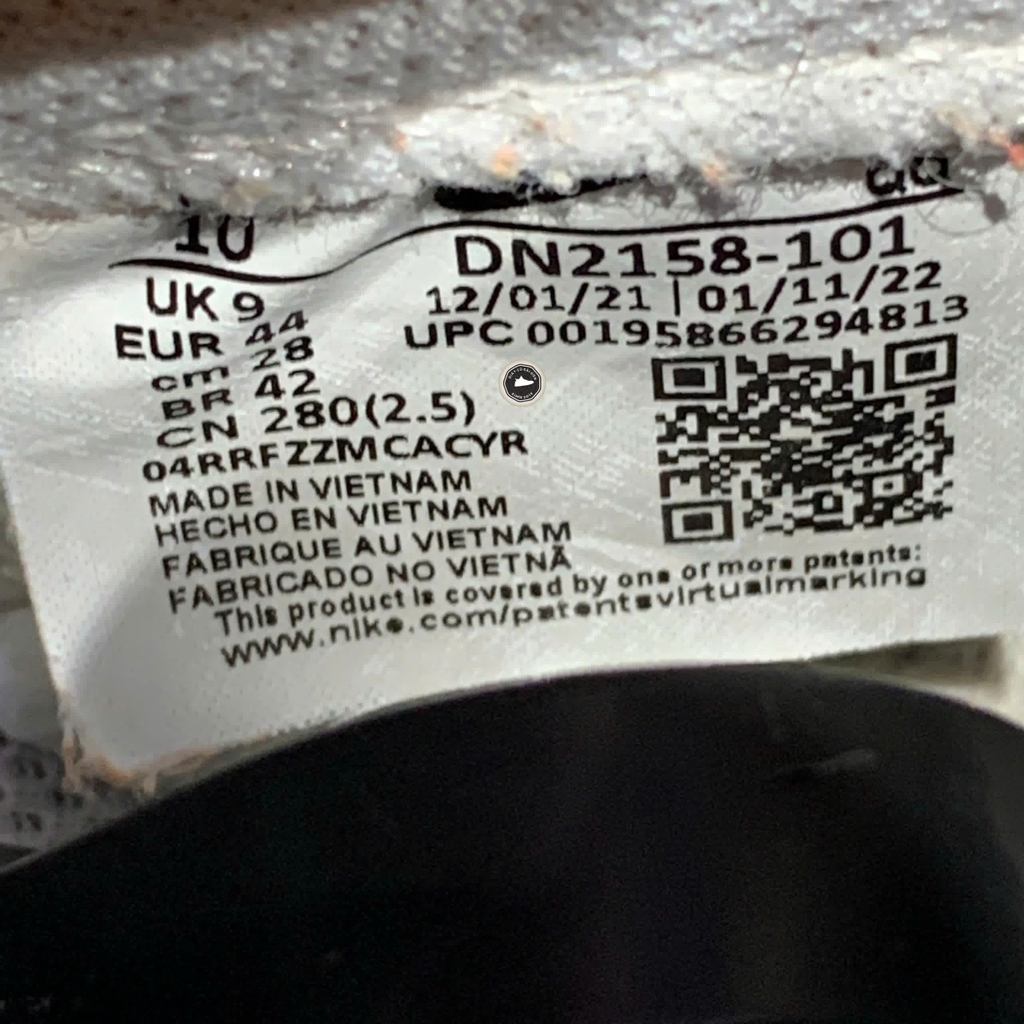 10
UK 9
EUR 44
cm 28
BR 42
CN 280(2.5)
04RRFZZMCACYR
MADE IN VIETNAM
HECHO EN VIETNAM
FABRIQUE AU VIETNAM
FABRICADO NO VIETNÃ
This product is covered by one or more patents:
www.nike.com/patentsvirtualmarking
DN2158-101
12/01/21 | 01/11/22
UPC 00195866294813